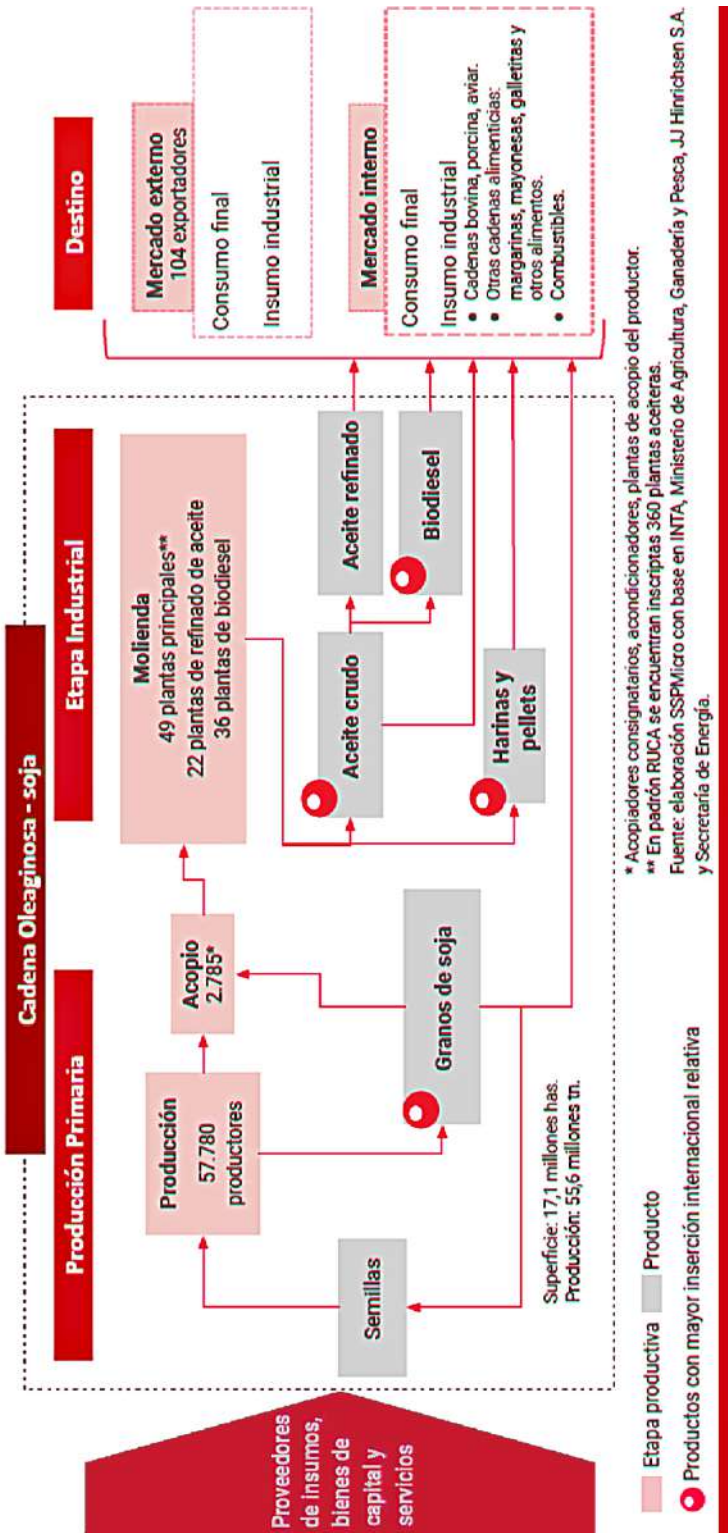 Cadena Oleaginosa - soja
Producción Primaria
Etapa Industrial
Destino
Proveedores
de insumos,
bienes de
capital y
servicios
Semillas
Producción
57.780
productores
Acopio
2.785*
Granos de soja
Superficie: 17,1 millones has.
Producción: 55,6 millones tn.
Molienda
49 plantas principales**
22 plantas de refinado de aceite
36 plantas de biodiesel
Aceite crudo
Aceite refinado
Biodiesel
Harinas y
pellets
Mercado externo
104 exportadores
Consumo final
Insumo industrial
Mercado interno
Consumo final
Insumo industrial
• Cadenas bovina, porcina, aviar.
• Otras cadenas alimenticias:
margarinas, mayonesas, galletitas y
otros alimentos.
• Combustibles.
Etapa productiva
Producto
Productos con mayor inserción internacional relativa
* Acopiadores consignatarios, acondicionadores, plantas de acopio del productor.
** En padrón RUCA se encuentran inscriptas 360 plantas aceiteras.
Fuente: elaboración SSPMicro con base en INTA, Ministerio de Agricultura, Ganadería y Pesca, JJ Hinrichsen S.A.
y Secretaría de Energía.